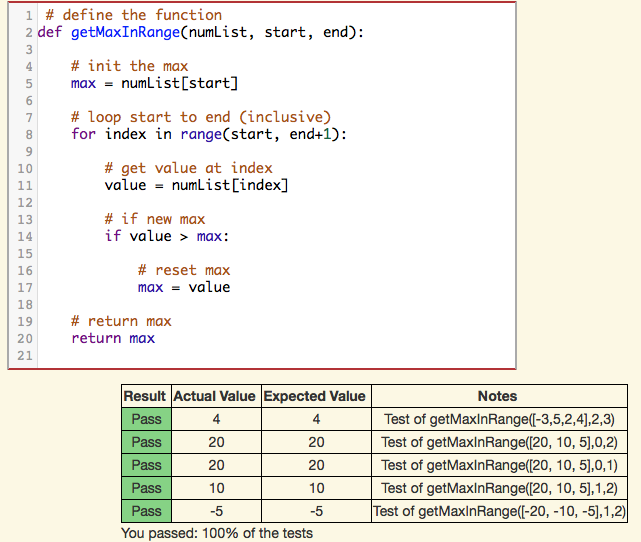 1 # define the function
2 def getMaxInRange(numList, start, end):
3
4 # init the max
5 max = numList[start]
6
7 # loop start to end (inclusive)
8 for index in range(start, end+1):
9
10 # get value at index
11 value = numList[index]
12
13 # if new max
14 if value > max:
15
16 # reset max
17 max = value
18
19 # return max
20 return max
21
Result Actual Value Expected Value Notes
Pass 4 4 Test of getMaxInRange([-3,5,2,4],2,3)
Pass 20 20 Test of getMaxInRange([20, 10, 5],0,2)
Pass 20 20 Test of getMaxInRange([20, 10, 5],0,1)
Pass 10 10 Test of getMaxInRange([20, 10, 5],1,2)
Pass -5 -5 Test of getMaxInRange([-20, -10, -5],1,2)
You passed: 100% of the tests